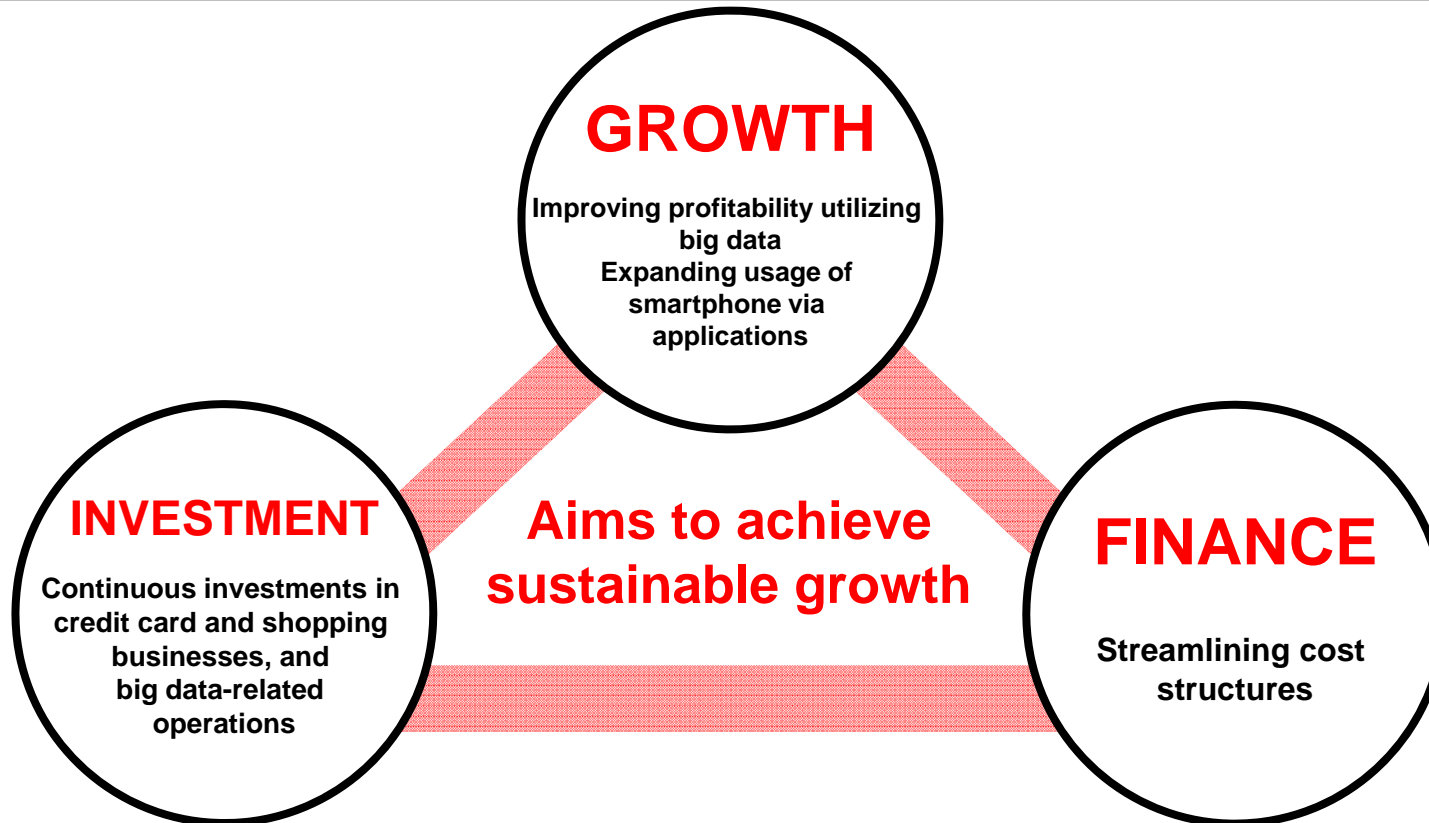 GROWTH
Improving profitability utilizing
big data
Expanding usage of
smartphone via
applications
INVESTMENT
Continuous investments in
credit card and shopping
businesses, and
big data-related
operations
Aims to achieve
sustainable growth
FINANCE
Streamlining cost
structures